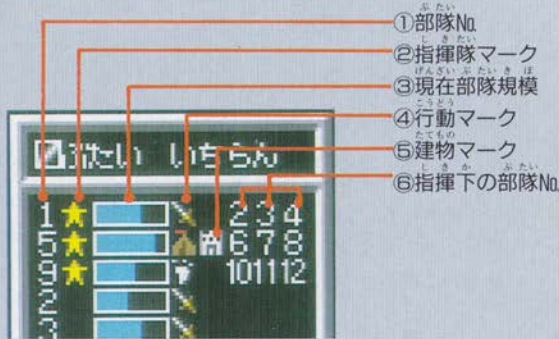 ①部隊No.
②指揮隊マーク
③現在部隊規模
④行動マーク
⑤建物マーク
⑥指揮下の部隊No.
ぶたい いちらん
1 2 3 4
5 6 7 8
9 10 11 12
2
3